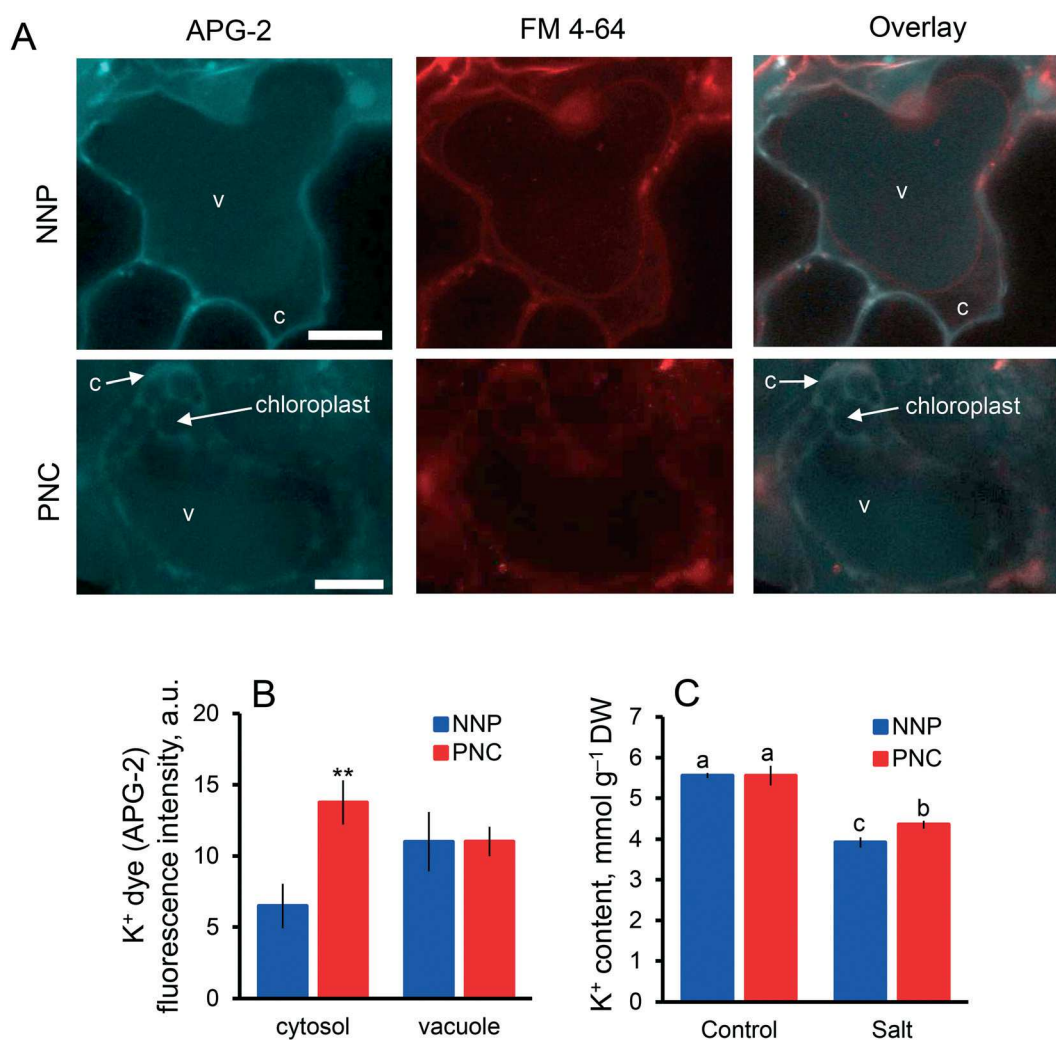 A
APG-2
FM 4-64
Overlay
NNP
v
c
v
c
PNC
c
chloroplast
v
c
chloroplast
v
B
K⁺ dye (APG-2)
fluorescence intensity, a.u.
20
15
10
5
0
NNP
PNC
**
cytosol
vacuole
C
K⁺ content, mmol g⁻¹ DW
7
6
5
4
3
2
1
0
NNP
PNC
a
a
c
b
Control
Salt